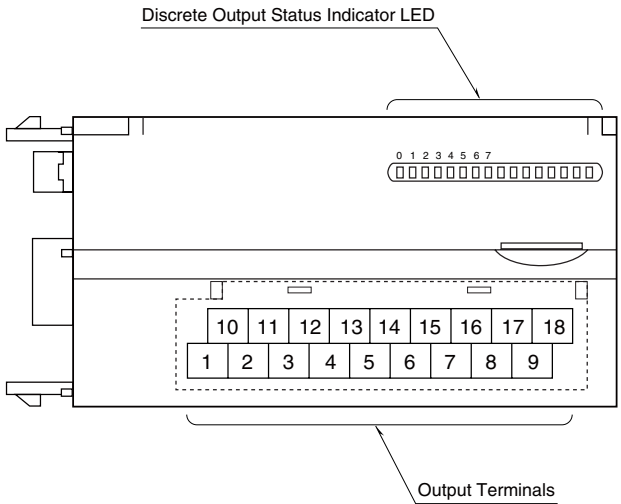 Discrete Output Status Indicator LED
0 1 2 3 4 5 6 7
10 11 12 13 14 15 16 17 18
1 2 3 4 5 6 7 8 9
Output Terminals